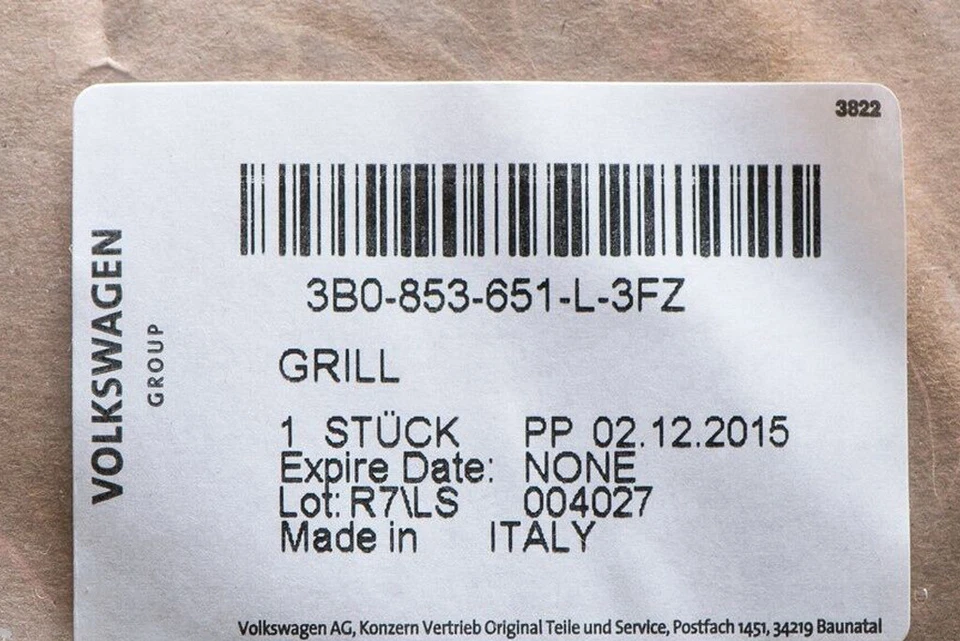 3822
VOLKSWAGEN
GROUP
3B0-853-651-L-3FZ
GRILL
1 STÜCK PP 02.12.2015
Expire Date: NONE
Lot: R7\LS 004027
Made in ITALY
Volkswagen AG, Konzern Vertrieb Original Teile und Service, Postfach 1451, 34219 Baunatal